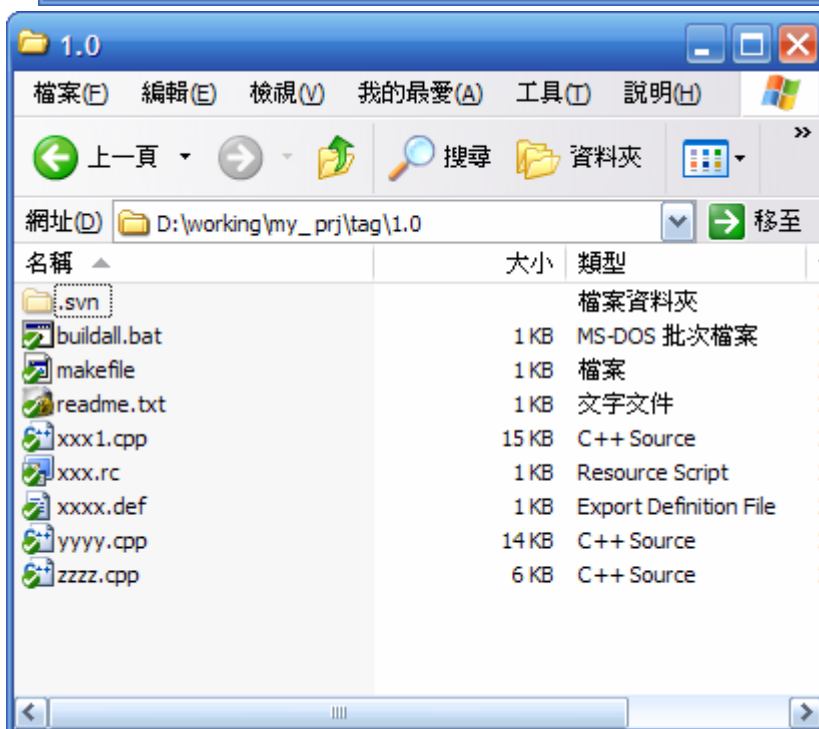 1.0
檔案(F) 編輯(E) 檢視(V) 我的最愛(A) 工具(T) 說明(H)
上一頁 搜尋 資料夾 »
網址(D) D:\working\my_prj\tag\1.0 移至
名稱 大小 類型
.svn 檔案資料夾
buildall.bat 1 KB MS-DOS 批次檔案
makefile 1 KB 檔案
readme.txt 1 KB 文字文件
xxx1.cpp 15 KB C++ Source
xxx.rc 1 KB Resource Script
xxxx.def 1 KB Export Definition File
yyyy.cpp 14 KB C++ Source
zzzz.cpp 6 KB C++ Source